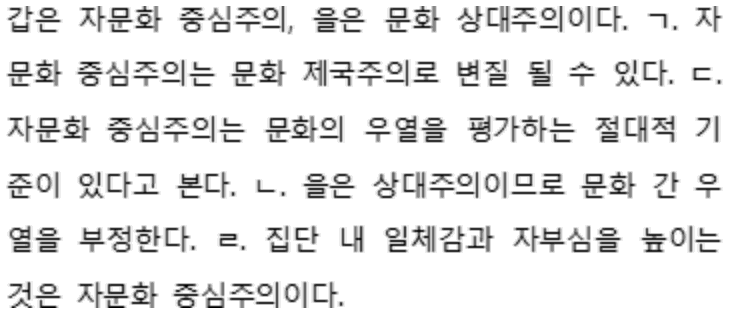 갑은 자문화 중심주의, 을은 문화 상대주의이다. ㄱ. 자
문화 중심주의는 문화 제국주의로 변질 될 수 있다. ㄷ.
자문화 중심주의는 문화의 우열을 평가하는 절대적 기
준이 있다고 본다. ㄴ. 을은 상대주의이므로 문화 간 우
열을 부정한다. ㄹ. 집단 내 일체감과 자부심을 높이는
것은 자문화 중심주의이다.